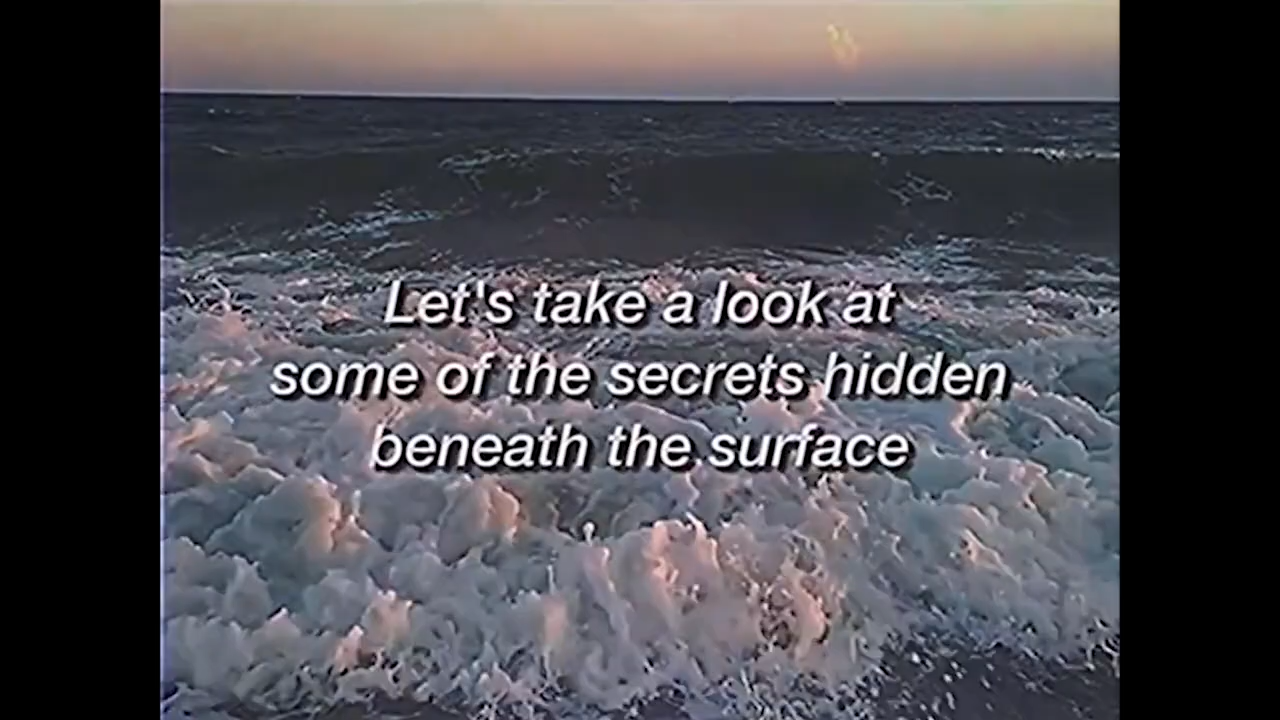 Let's take a look at
some of the secrets hidden
beneath the surface